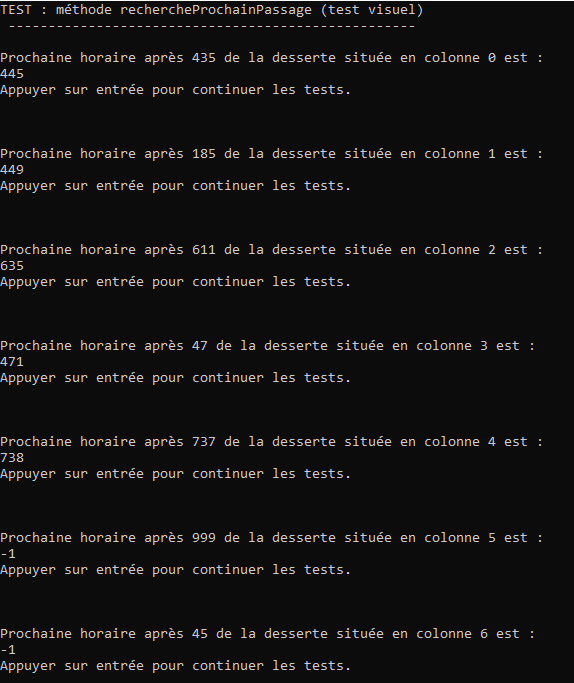 TEST : méthode rechercheProchainPassage (test visuel)
---------------------------------------------------
Prochaine horaire après 435 de la desserte située en colonne 0 est :
445
Appuyer sur entrée pour continuer les tests.
Prochaine horaire après 185 de la desserte située en colonne 1 est :
449
Appuyer sur entrée pour continuer les tests.
Prochaine horaire après 611 de la desserte située en colonne 2 est :
635
Appuyer sur entrée pour continuer les tests.
Prochaine horaire après 47 de la desserte située en colonne 3 est :
471
Appuyer sur entrée pour continuer les tests.
Prochaine horaire après 737 de la desserte située en colonne 4 est :
738
Appuyer sur entrée pour continuer les tests.
Prochaine horaire après 999 de la desserte située en colonne 5 est :
-1
Appuyer sur entrée pour continuer les tests.
Prochaine horaire après 45 de la desserte située en colonne 6 est :
-1
Appuyer sur entrée pour continuer les tests.